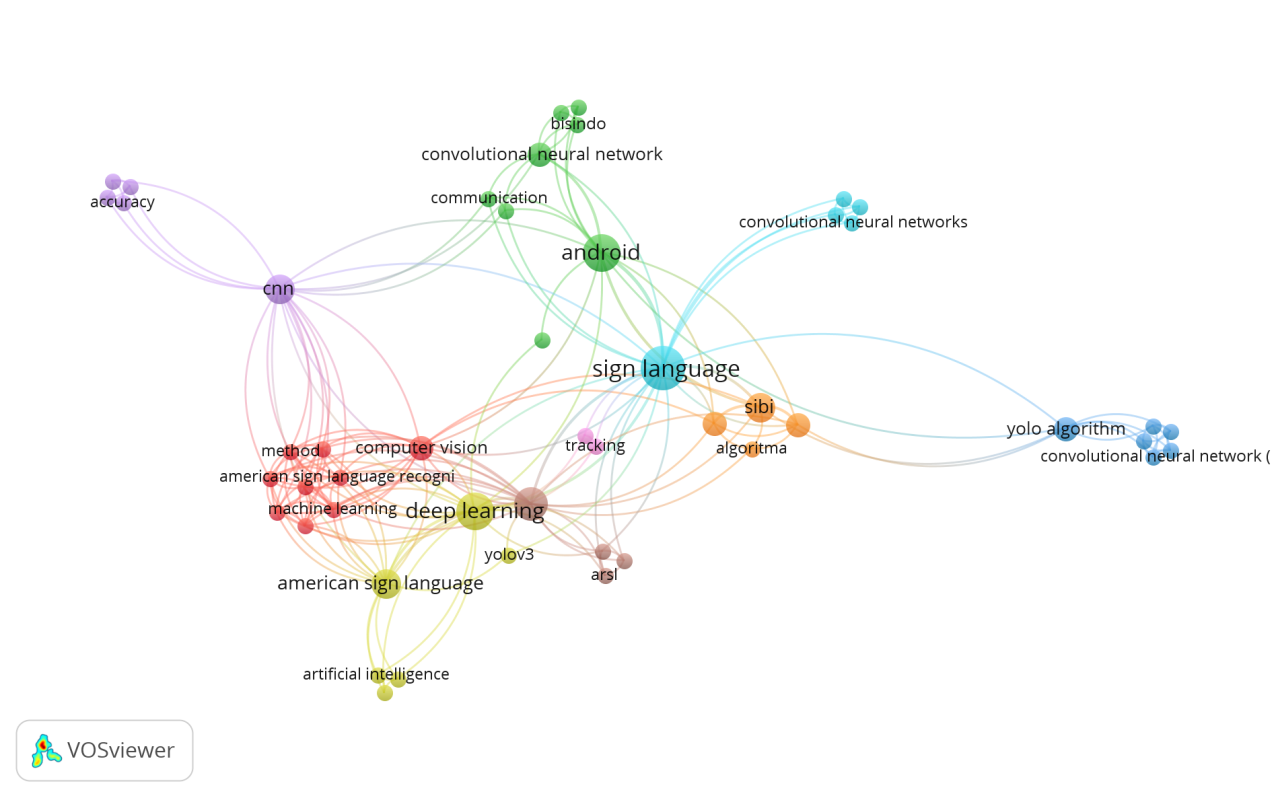 bisindo
convolutional neural network
communication
accuracy
convolutional neural networks
android
cnn
sign language
sibi
yolo algorithm
tracking
computer vision
method
algoritma
convolutional neural network (
american sign language recogni
machine learning
deep learning
yolov3
arsl
american sign language
artificial intelligence
VOSviewer